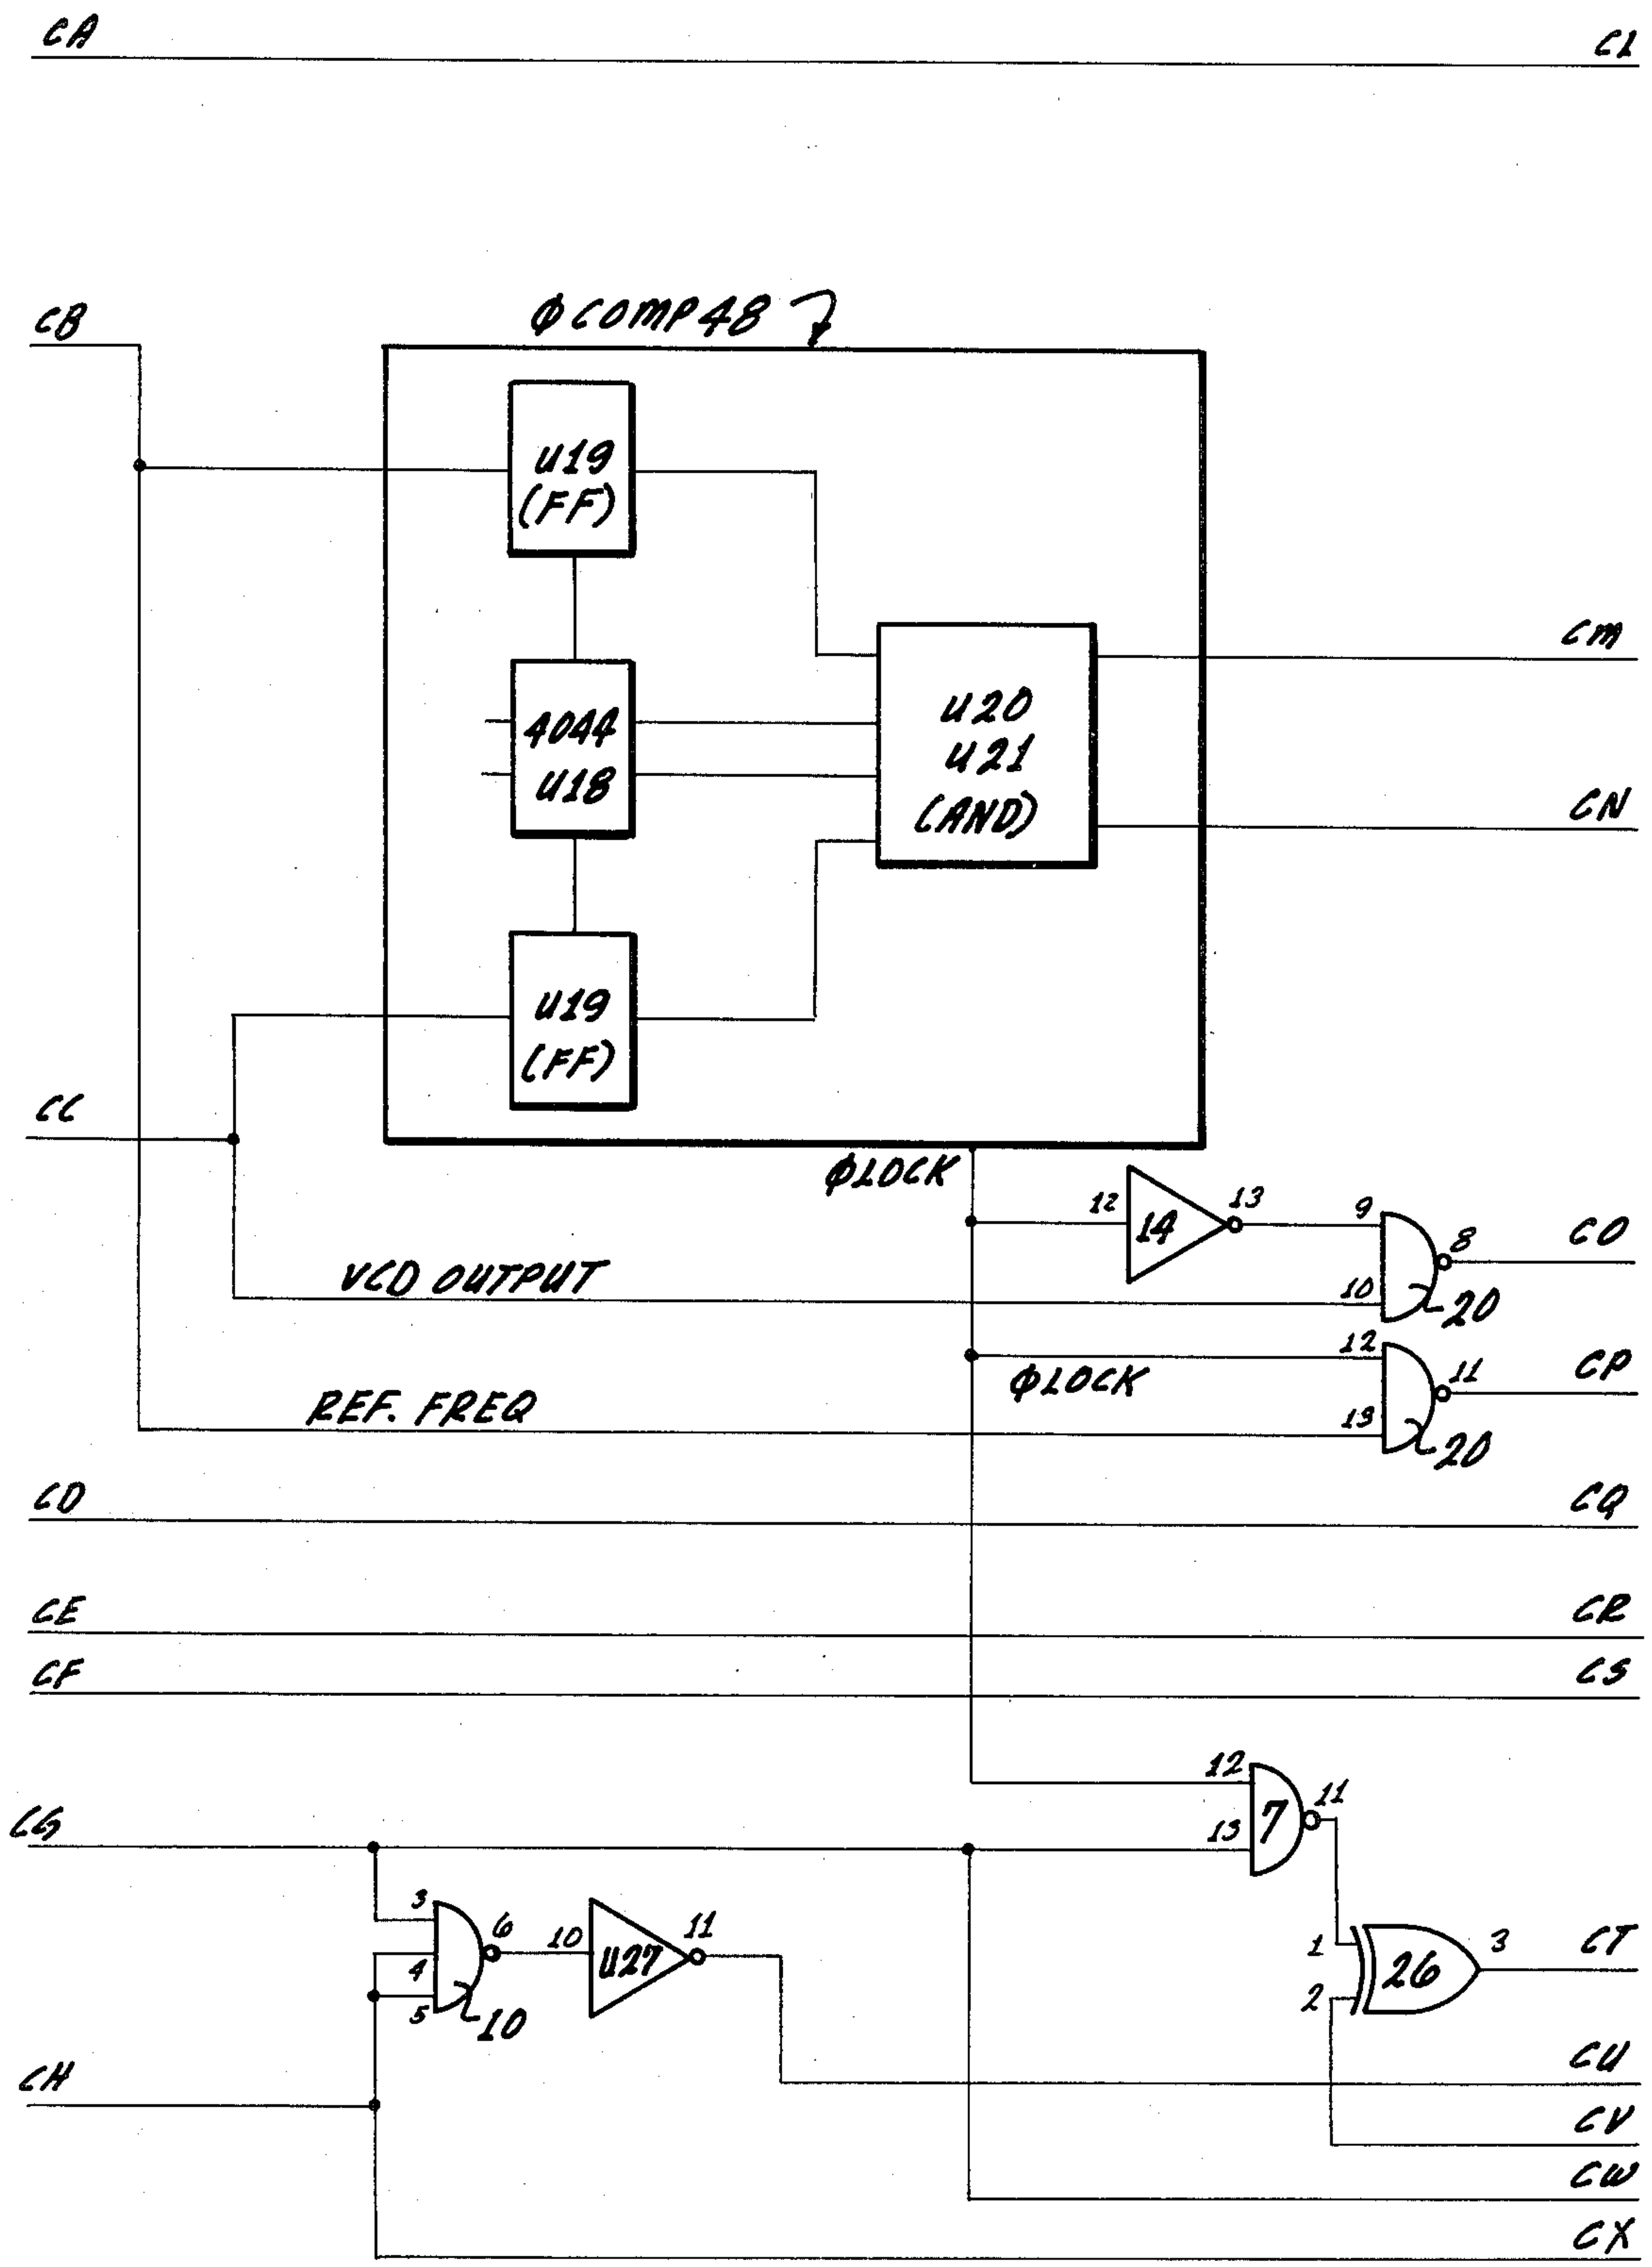 CA CL
CB
φ COMP 48
U19
(FF)
CM
4044
U18
U20
U21
(AND)
CN
U19
(FF)
CC
φLOCK
12 14 13 9 8 CO
VCO OUTPUT 10 20
12 11 CP
φLOCK
REF. FREQ 13 20
CD CQ
CE CR
CF CS
12
7 11
CG 13
3
6 10 U27 11
4
5 10
1 26 3 CT
2
CU
CH
CV
CW
CX